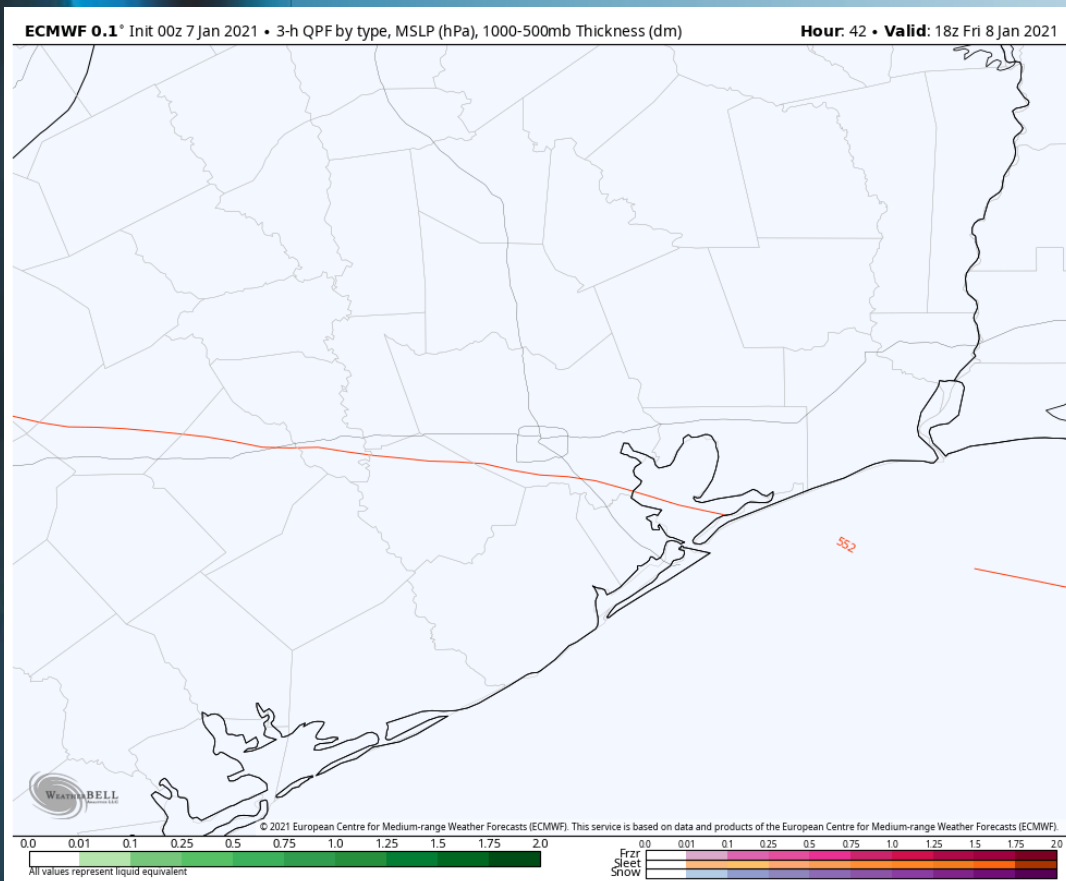 ECMWF 0.1° Init 00z 7 Jan 2021 • 3-h QPF by type, MSLP (hPa), 1000-500mb Thickness (dm) Hour: 42 • Valid: 18z Fri 8 Jan 2021
552
WEATHERBELL
Analytics LLC
© 2021 European Centre for Medium-range Weather Forecasts (ECMWF). This service is based on data and products of the European Centre for Medium-range Weather Forecasts (ECMWF).
0.0 0.01 0.1 0.25 0.5 0.75 1.0 1.25 1.5 1.75 2.0
All values represent liquid equivalent
0.0 0.01 0.1 0.25 0.5 0.75 1.0 1.25 1.5 1.75 2.0
Frzr
Sleet
Snow